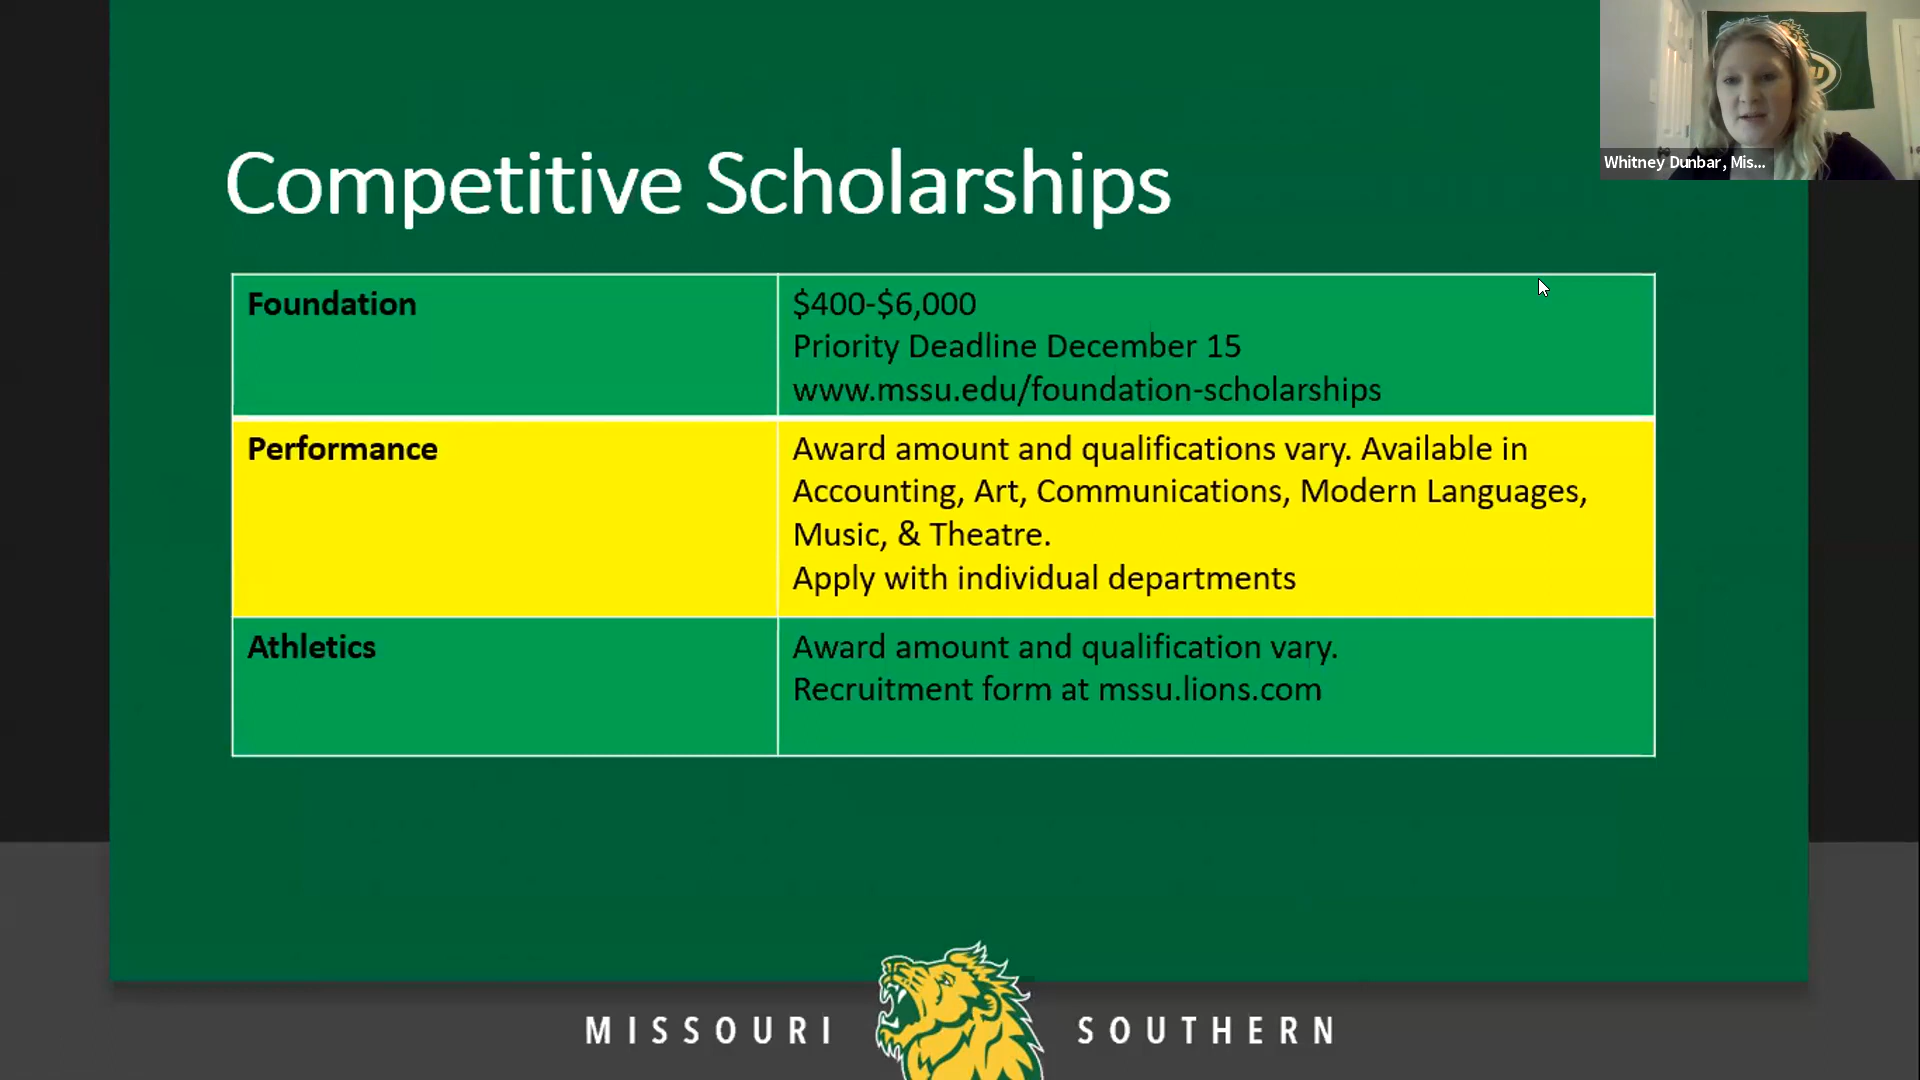 Whitney Dunbar, Mis...
Competitive Scholarships
Foundation
$400-$6,000
Priority Deadline December 15
www.mssu.edu/foundation-scholarships
Performance
Award amount and qualifications vary. Available in
Accounting, Art, Communications, Modern Languages,
Music, & Theatre.
Apply with individual departments
Athletics
Award amount and qualification vary.
Recruitment form at mssu.lions.com
MISSOURI SOUTHERN